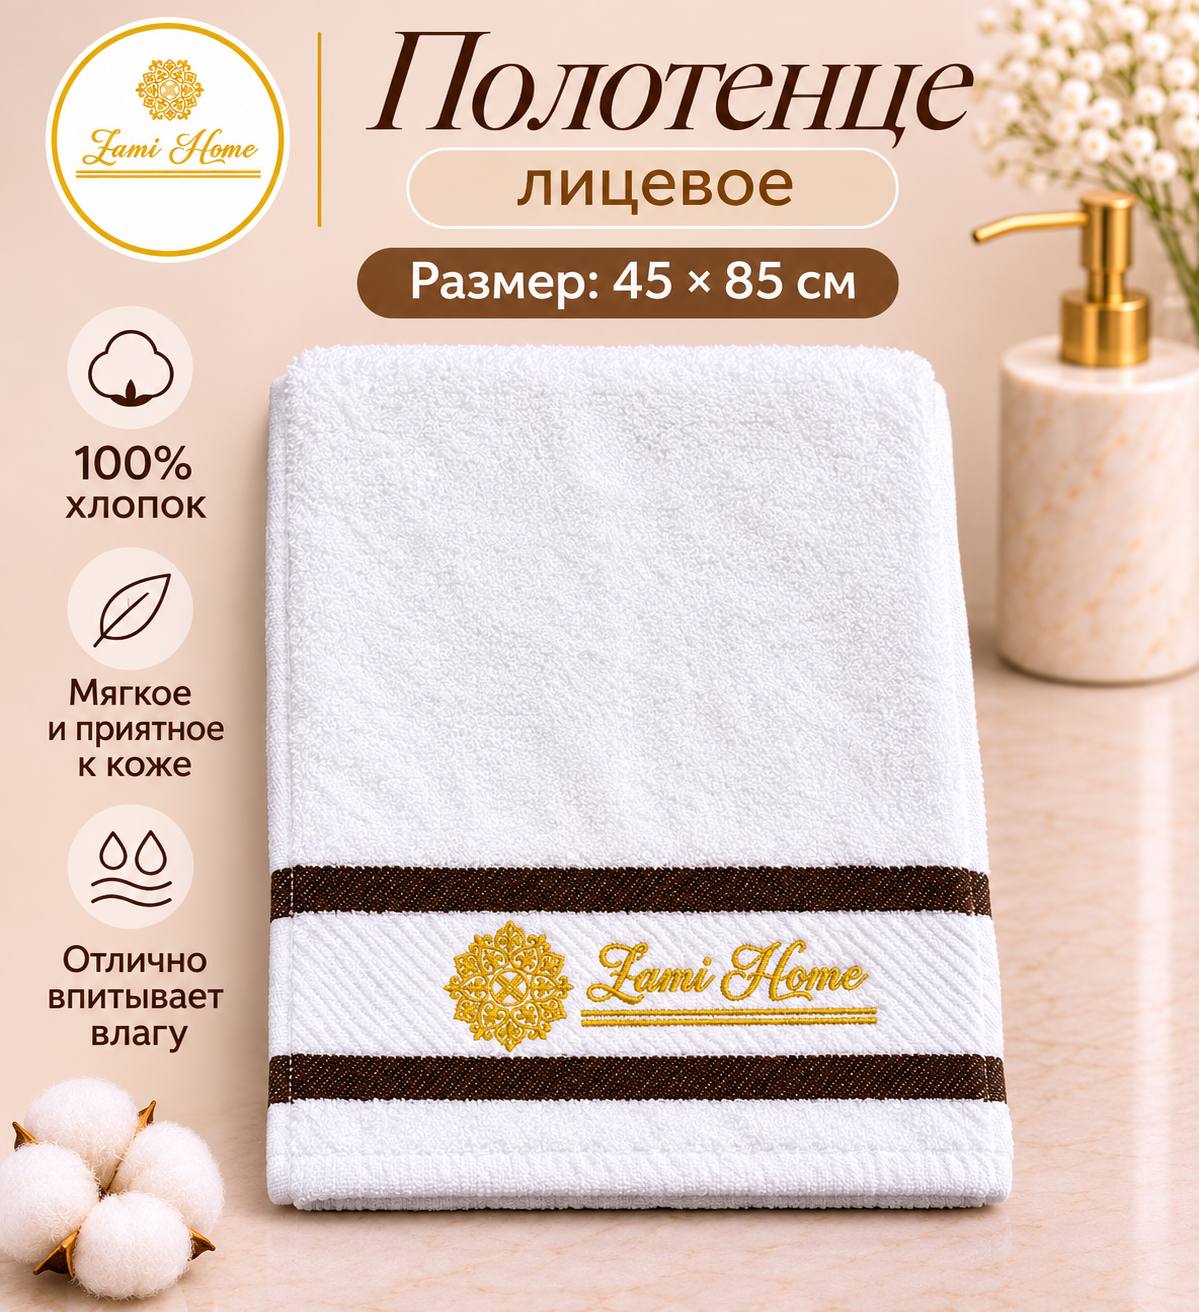 Zami Home
Полотенце
лицевое
Размер: 45 × 85 см
100%
хлопок
Мягкое
и приятное
к коже
Отлично
впитывает
влагу
Zami Home